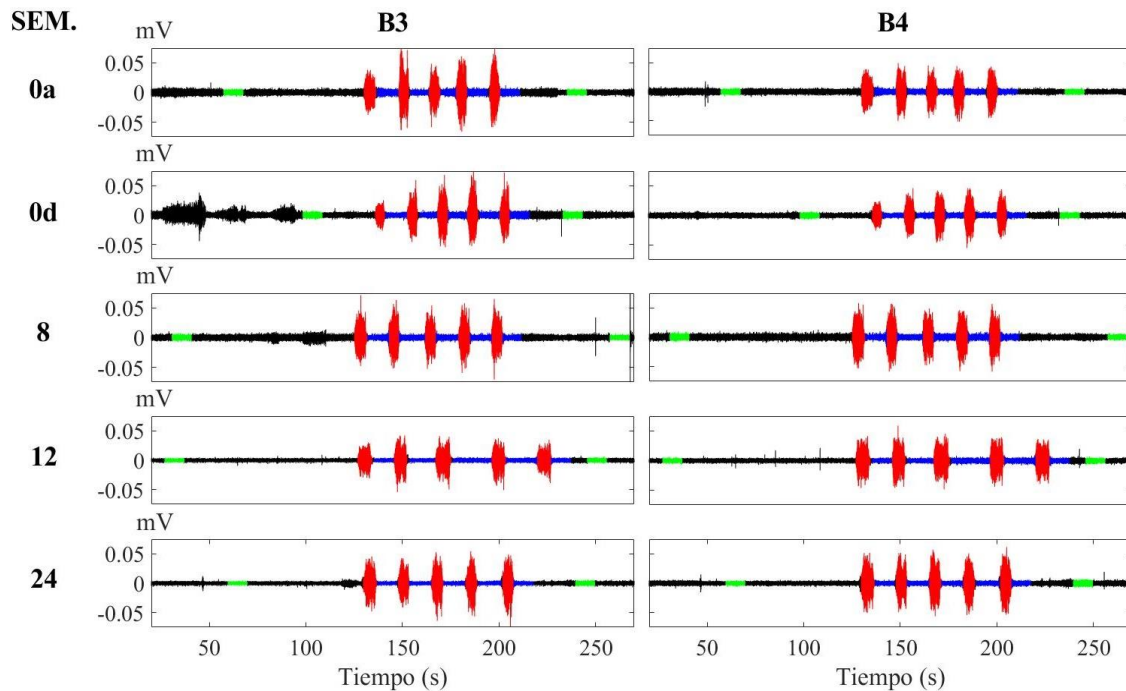 SEM. B3 B4
mV
0a 0.05 0 -0.05
mV
0d 0.05 0 -0.05
mV
8 0.05 0 -0.05
mV
12 0.05 0 -0.05
mV
24 0.05 0 -0.05
50 100 150 200 250 50 100 150 200 250
Tiempo (s) Tiempo (s)